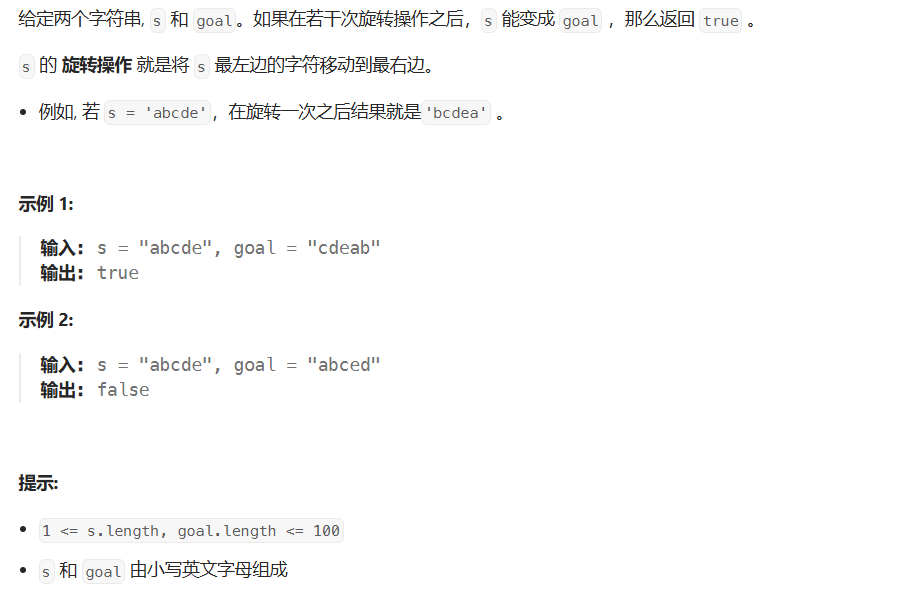 给定两个字符串, s 和 goal。如果在若干次旋转操作之后，s 能变成 goal ，那么返回 true 。
s 的 旋转操作 就是将 s 最左边的字符移动到最右边。
• 例如, 若 s = 'abcde'，在旋转一次之后结果就是'bcdea' 。
示例 1:
输入: s = "abcde", goal = "cdeab"
输出: true
示例 2:
输入: s = "abcde", goal = "abced"
输出: false
提示:
• 1 <= s.length, goal.length <= 100
• s 和 goal 由小写英文字母组成